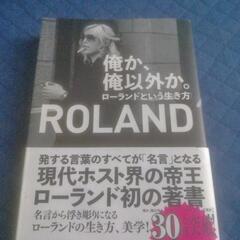 俺か、
俺以外か。
ローランドという生き方
ROLAND
発する言葉のすべてが「名言」となる
現代ホスト界の帝王
ローランド初の著書
名言から浮き彫りになる
ローランドの生き方、美学!
30